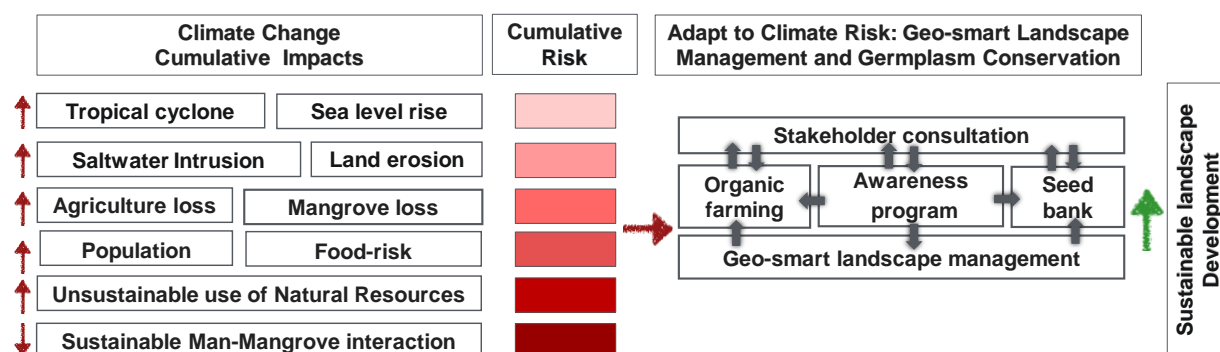 Climate Change
Cumulative Impacts
Cumulative
Risk
Adapt to Climate Risk: Geo-smart Landscape
Management and Germplasm Conservation
Tropical cyclone
Sea level rise
Saltwater Intrusion
Land erosion
Agriculture loss
Mangrove loss
Population
Food-risk
Unsustainable use of Natural Resources
Sustainable Man-Mangrove interaction
Stakeholder consultation
Organic
farming
Awareness
program
Seed
bank
Geo-smart landscape management
Sustainable landscape
Development